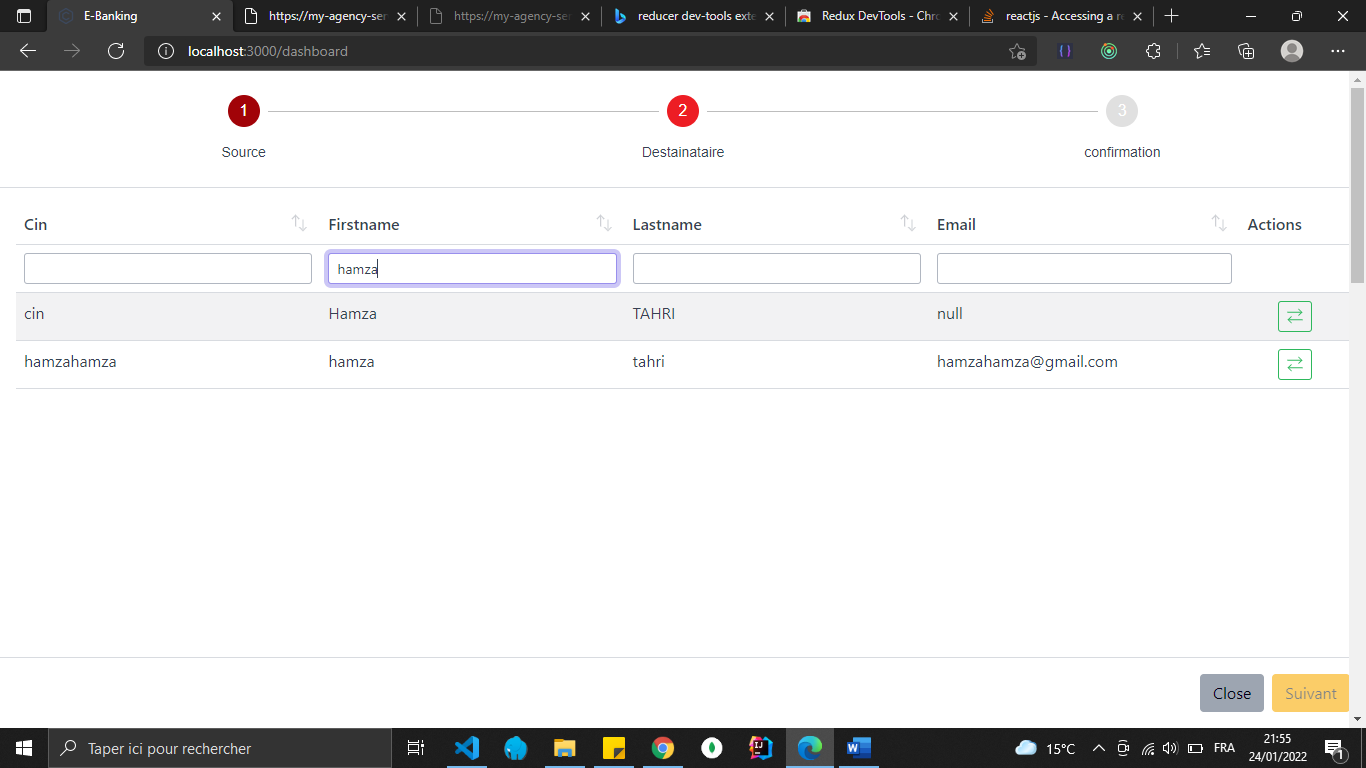 E-Banking
https://my-agency-ser
https://my-agency-se
reducer dev-tools exte
Redux DevTools - Chro
reactjs - Accessing a re
localhost:3000/dashboard
1
2
3
Source
Destainataire
confirmation
Cin
Firstname
Lastname
Email
Actions
hamza
cin
Hamza
TAHRI
null
hamzahamza
hamza
tahri
hamzahamza@gmail.com
Close
Suivant
Taper ici pour rechercher
15°C
FRA
21:55
24/01/2022
1